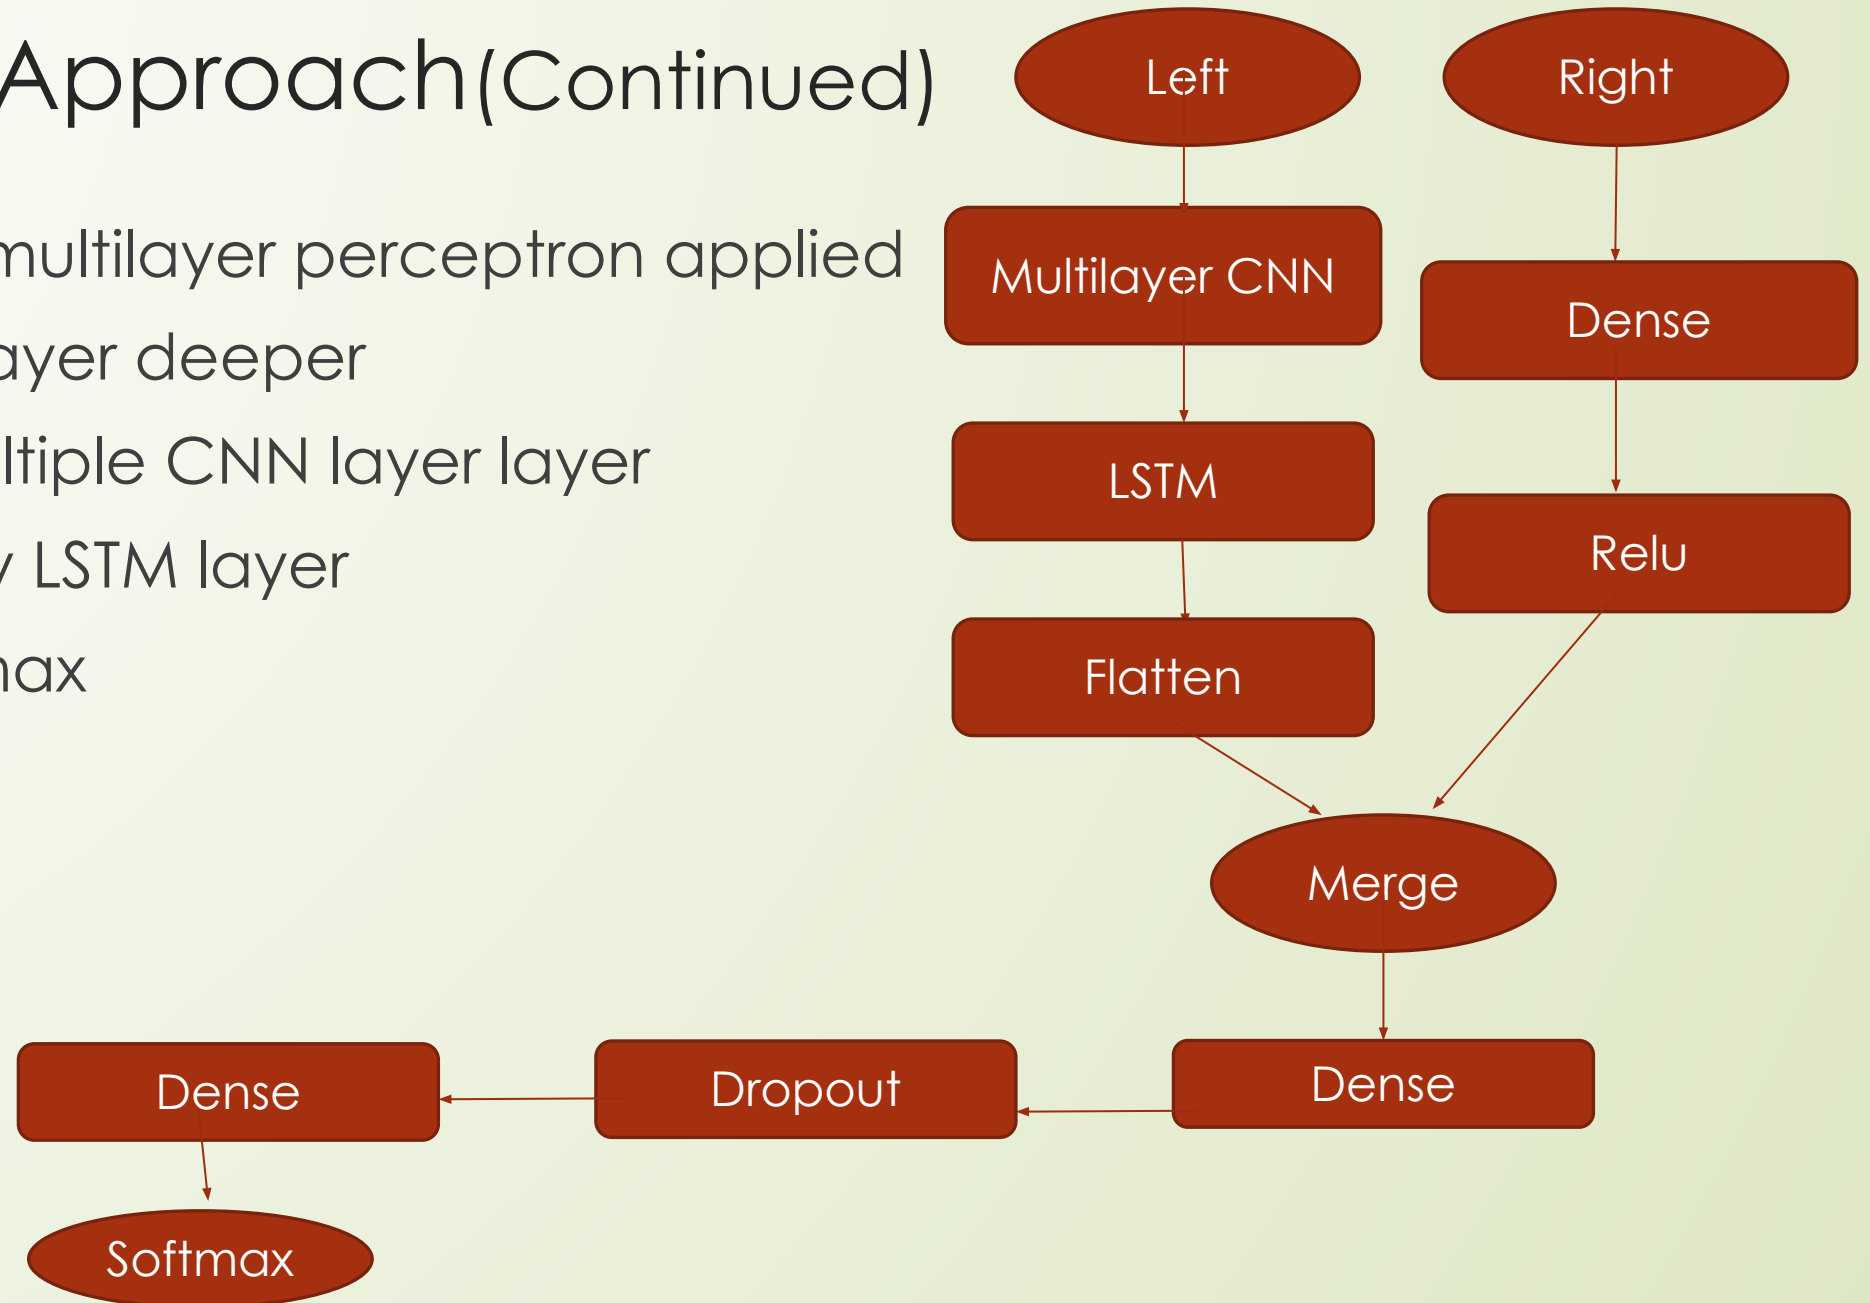 Approach(Continued)
multilayer perceptron applied
ayer deeper
ltiple CNN layer layer
LSTM layer
Left
Right
Multilayer CNN
Dense
LSTM
Relu
Flatten
Merge
Dense
Dropout
Dense
Softmax